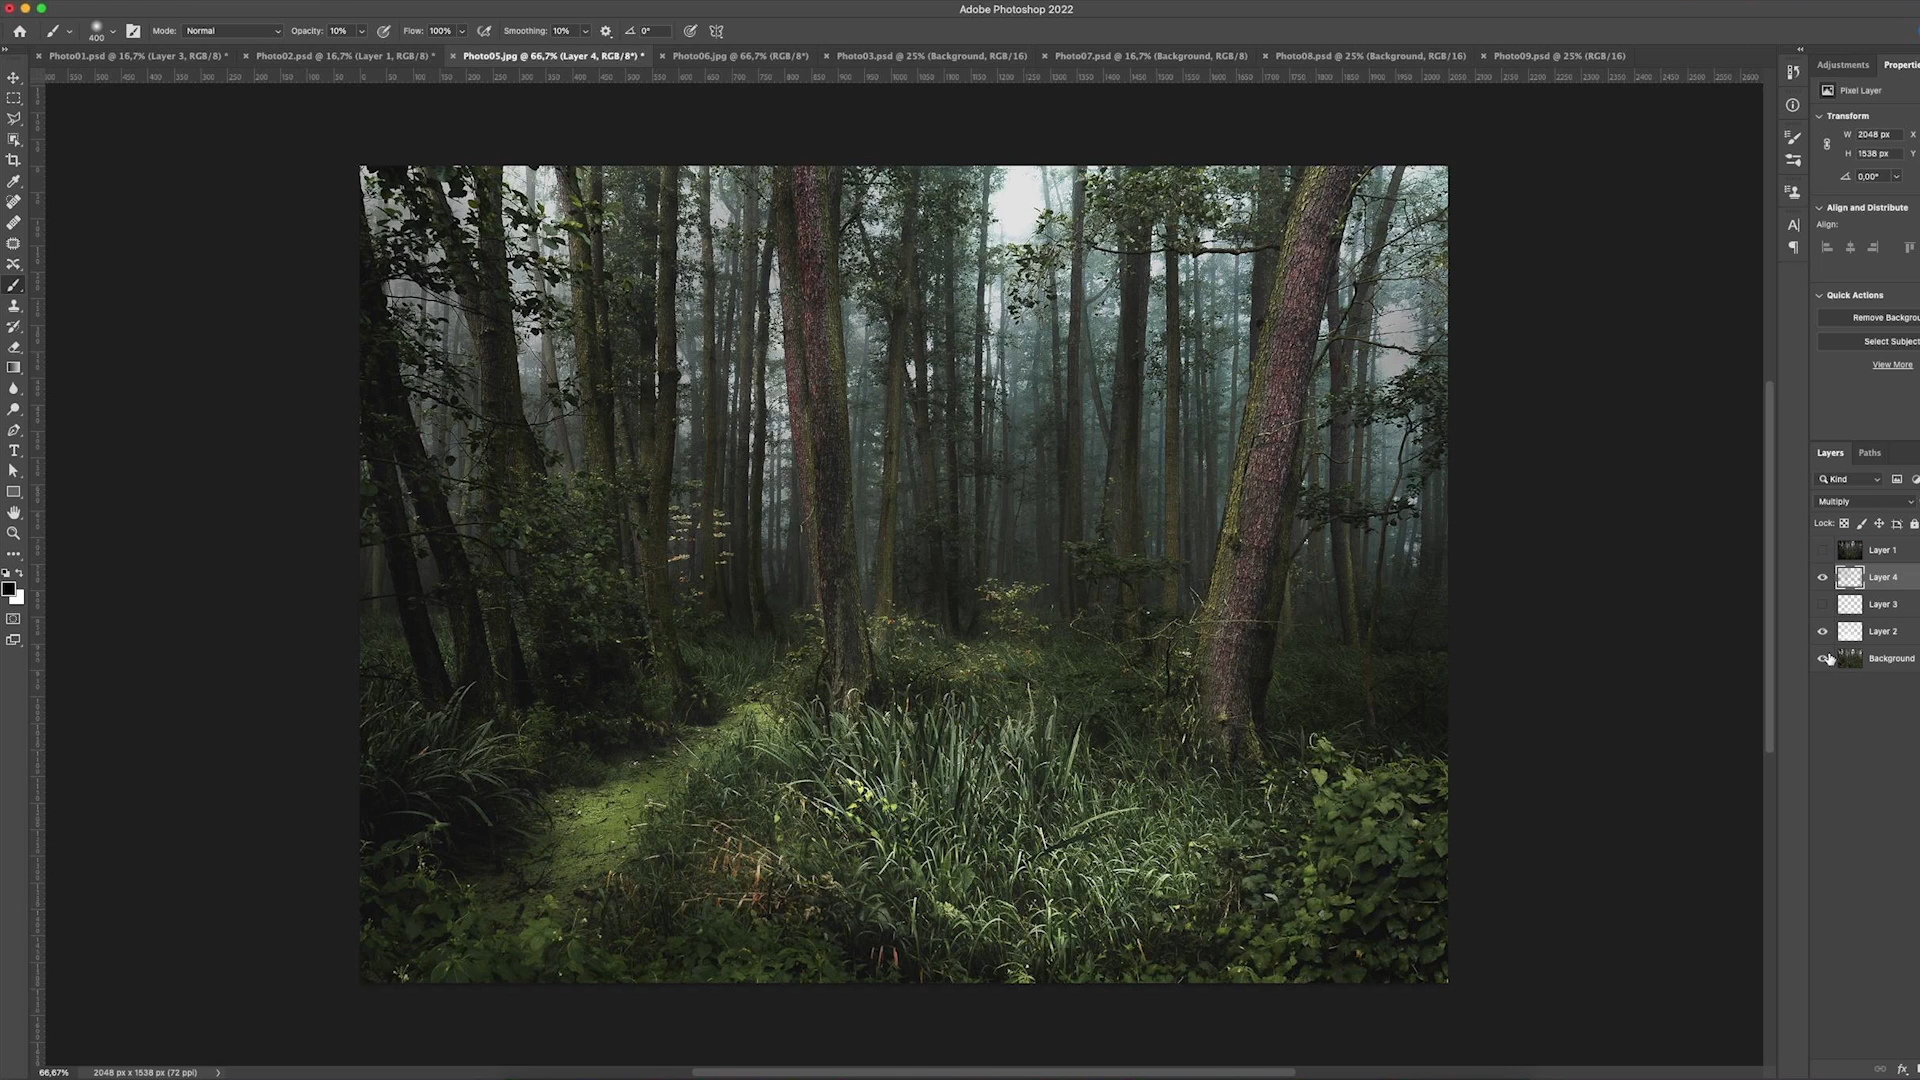 Adobe Photoshop 2022
400
Mode: Normal Opacity: 10% Flow: 100% Smoothing: 10% 0°
Photo01.psd @ 16,7% (Layer 3, RGB/8) *
Photo02.psd @ 16,7% (Layer 1, RGB/8) *
Photo05.jpg @ 66,7% (Layer 4, RGB/8*) *
Photo06.jpg @ 66,7% (RGB/8*)
Photo03.psd @ 25% (Background, RGB/16)
Photo07.psd @ 16,7% (Background, RGB/8)
Photo08.psd @ 25% (Background, RGB/16)
Photo09.psd @ 25% (RGB/16)
Adjustments Propertie
Pixel Layer
Transform
W 2048 px X
H 1538 px Y
0,00°
Align and Distribute
Align:
Quick Actions
Remove Backgrou
Select Subject
View More
Layers Paths
Kind
Multiply
Lock:
Layer 1
Layer 4
Layer 3
Layer 2
Background
fx
66,67% 2048 px x 1538 px (72 ppi)